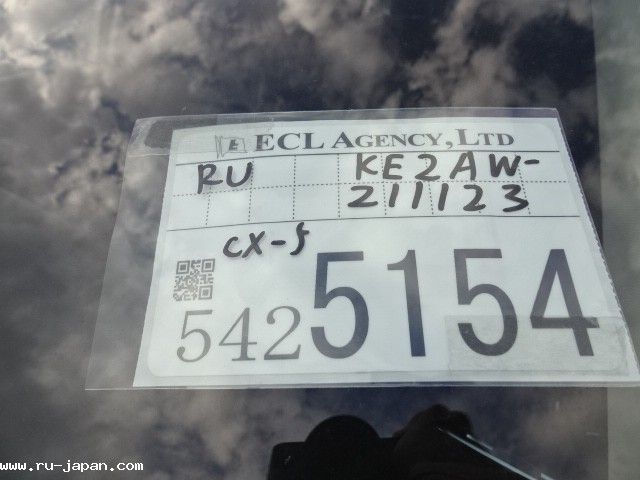 E ECL AGENCY,LTD
RU KE2AW-
211123
CX-5
5425154
www.ru-japan.com